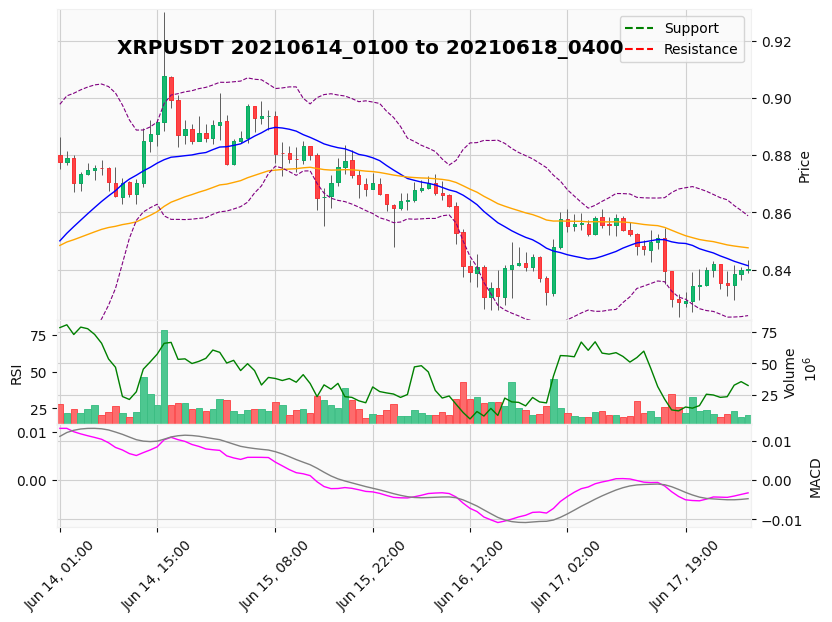 XRPUSDT 20210614_0100 to 20210618_0400
Support
Resistance
0.92
0.90
0.88
0.86
0.84
Price
75
50
25
RSI
75
50
25
Volume
10^6
0.01
0.00
0.01
0.00
−0.01
MACD
Jun 14, 01:00
Jun 14, 15:00
Jun 15, 08:00
Jun 15, 22:00
Jun 16, 12:00
Jun 17, 02:00
Jun 17, 19:00